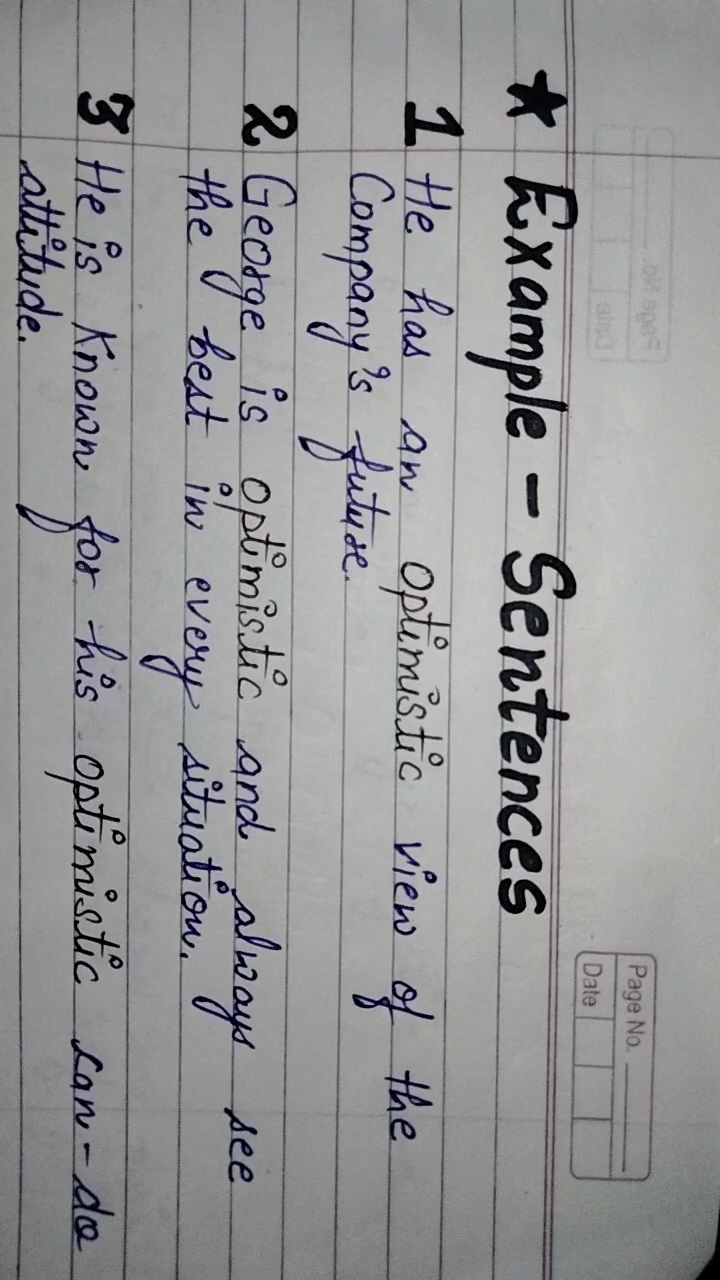 Page No.
Date
* Example - Sentences
1 He has an optimistic view of the
Company's future.
2 George is optimistic and always see
the best in every situation.
3 He is Known for his optimistic can-do
attitude.